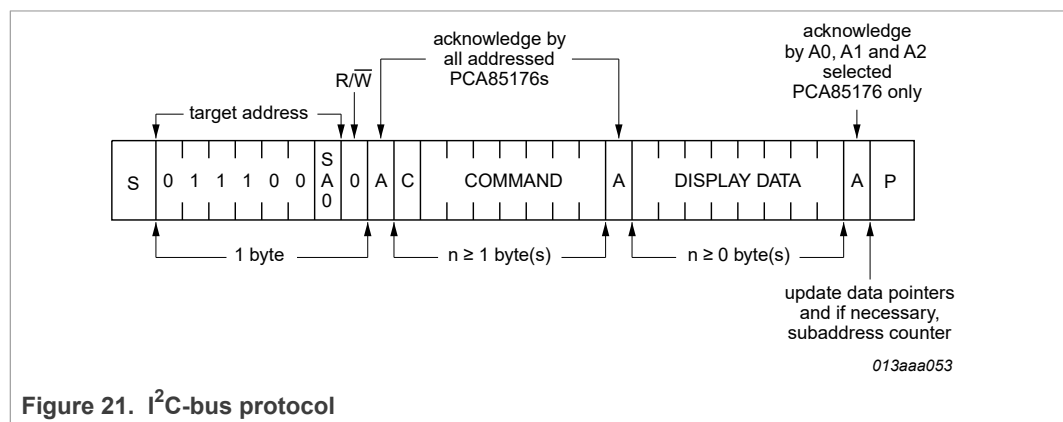 acknowledge by
all addressed
PCA85176s
acknowledge
by A0, A1 and A2
selected
PCA85176 only
R/W̅
target address
S 0 1 1 1 0 0 SA0 0 A C COMMAND A DISPLAY DATA A P
1 byte
n ≥ 1 byte(s)
n ≥ 0 byte(s)
update data pointers
and if necessary,
subaddress counter
013aaa053
Figure 21. I²C-bus protocol